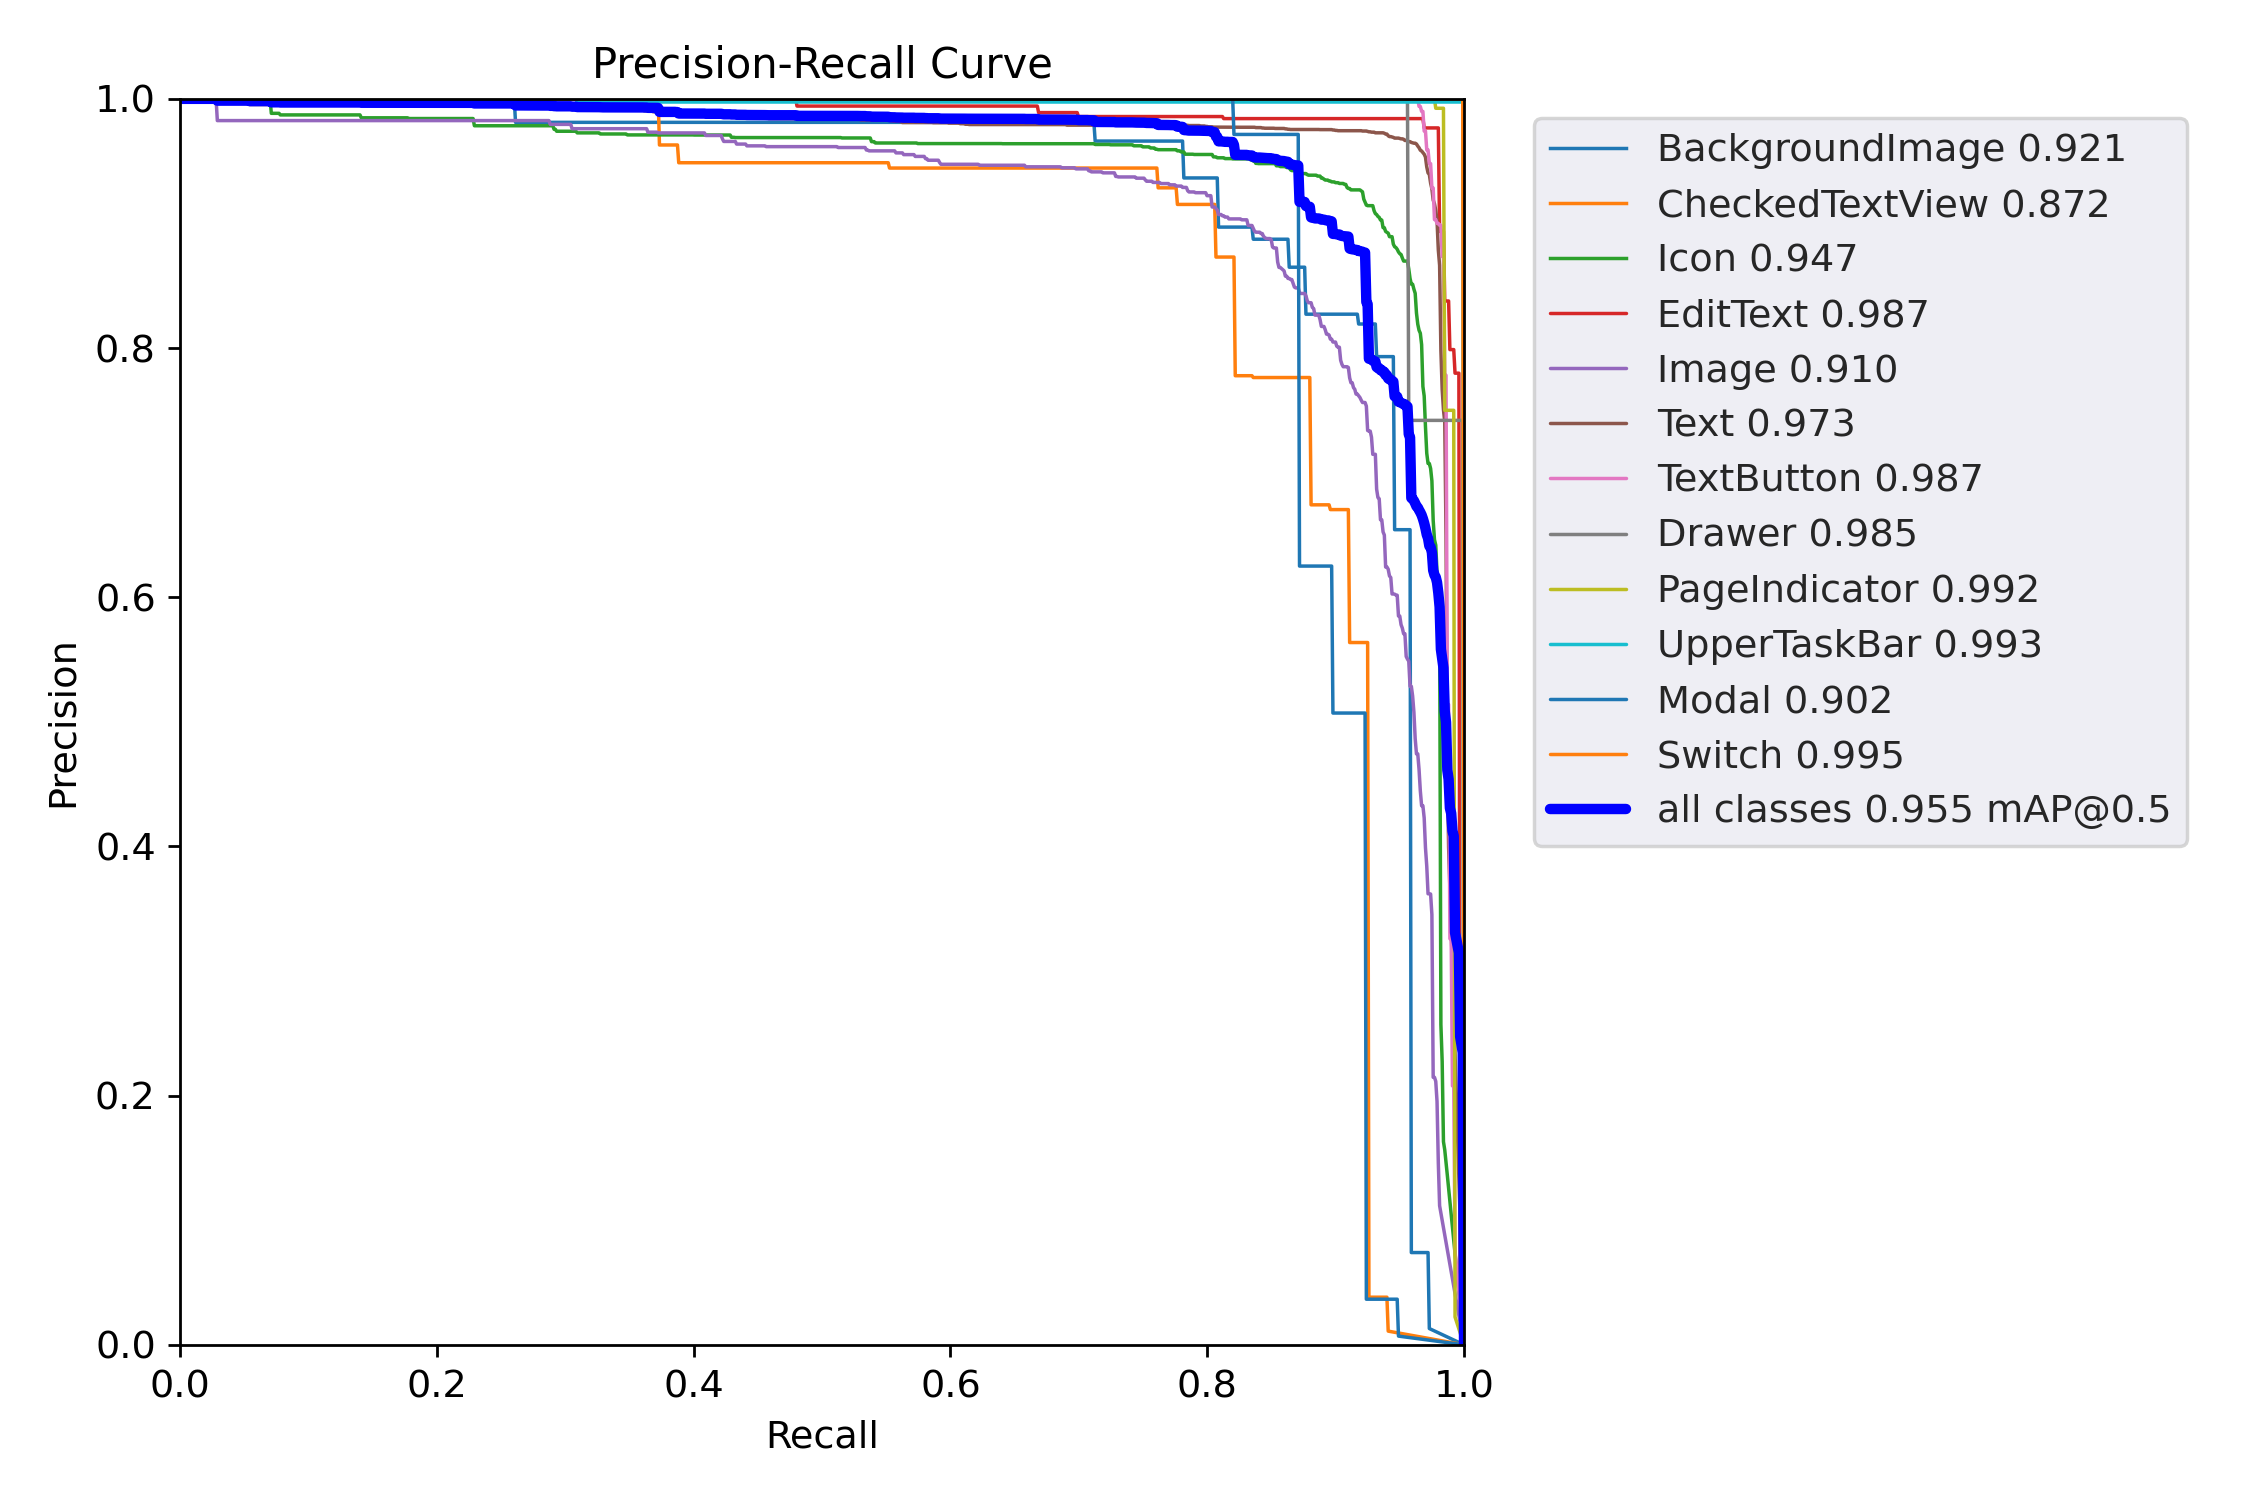 Precision-Recall Curve
1.0
0.8
0.6
0.4
0.2
0.0
Precision
0.0 0.2 0.4 0.6 0.8 1.0
Recall
BackgroundImage 0.921
CheckedTextView 0.872
Icon 0.947
EditText 0.987
Image 0.910
Text 0.973
TextButton 0.987
Drawer 0.985
PageIndicator 0.992
UpperTaskBar 0.993
Modal 0.902
Switch 0.995
all classes 0.955 mAP@0.5